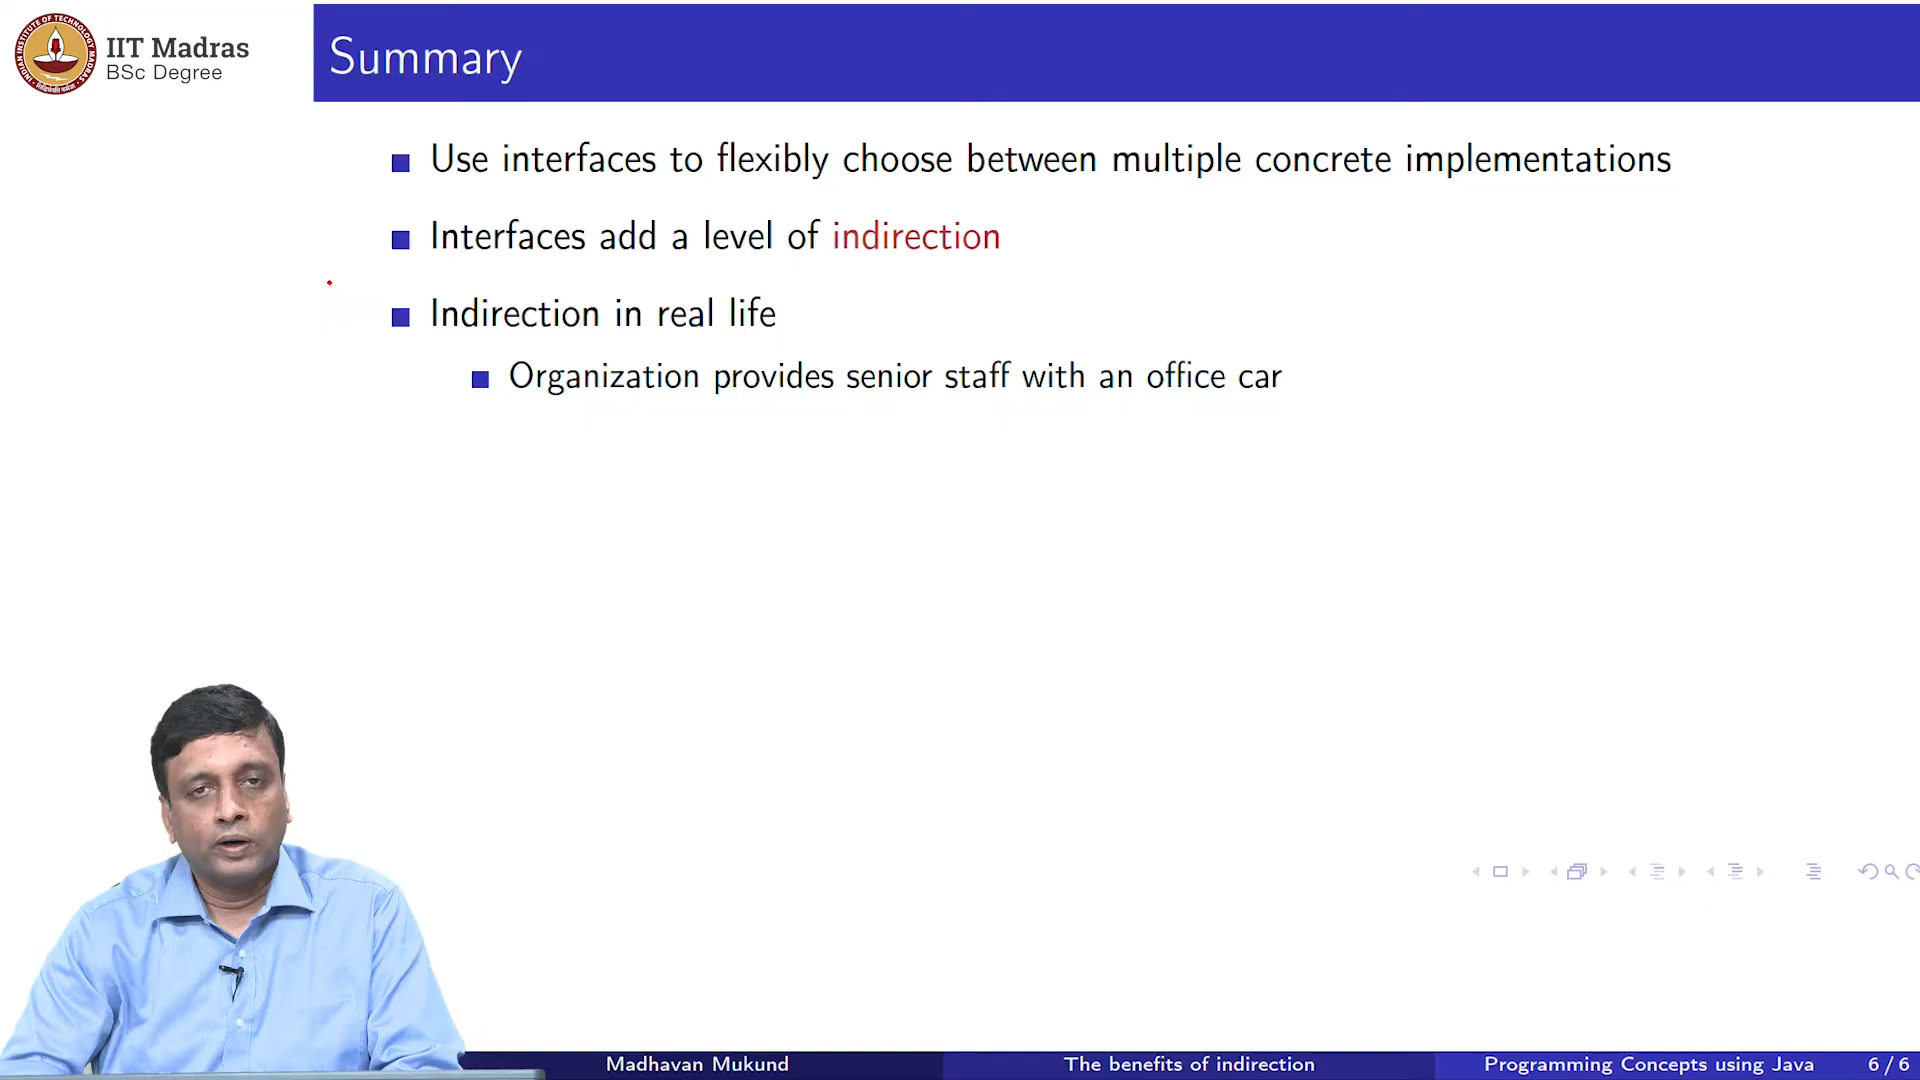 IIT Madras
BSc Degree
Summary
Use interfaces to flexibly choose between multiple concrete implementations
Interfaces add a level of indirection
Indirection in real life
Organization provides senior staff with an office car
Madhavan Mukund
The benefits of indirection
Programming Concepts using Java
6 / 6